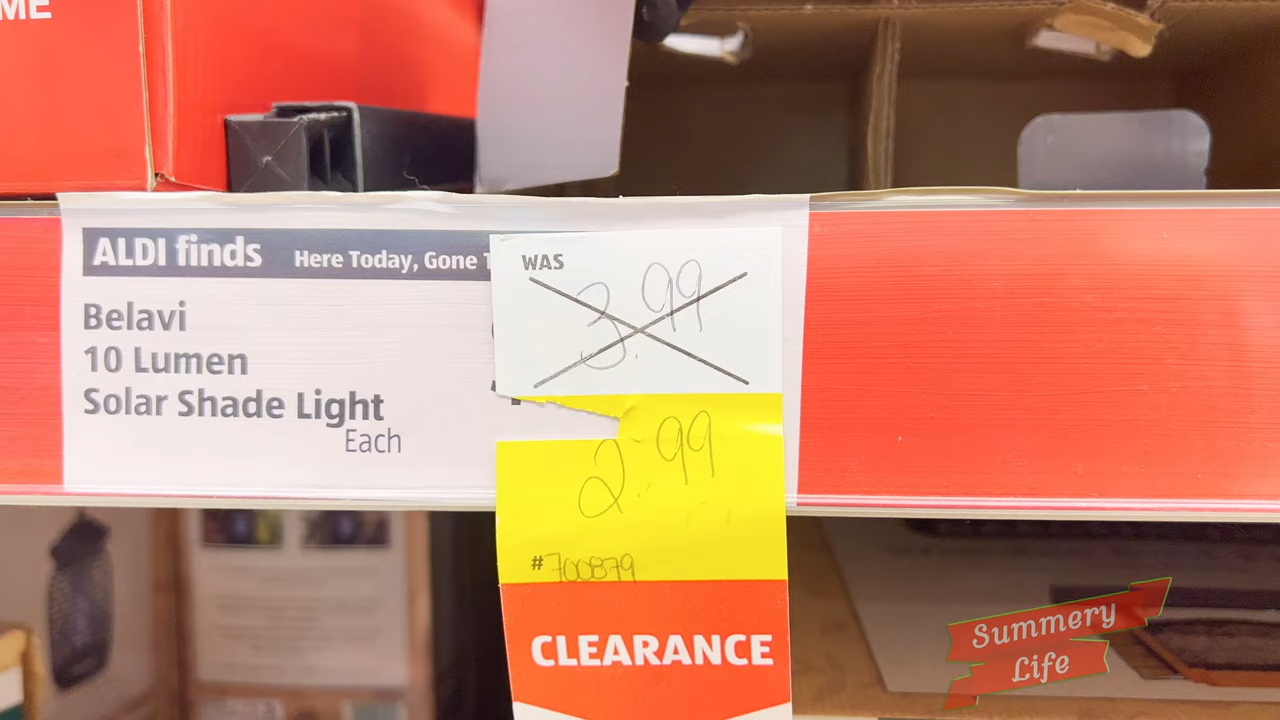 ME
ALDI finds Here Today, Gone T
Belavi
10 Lumen
Solar Shade Light
Each
WAS
3.99
2.99
#700879
CLEARANCE
Summery
Life